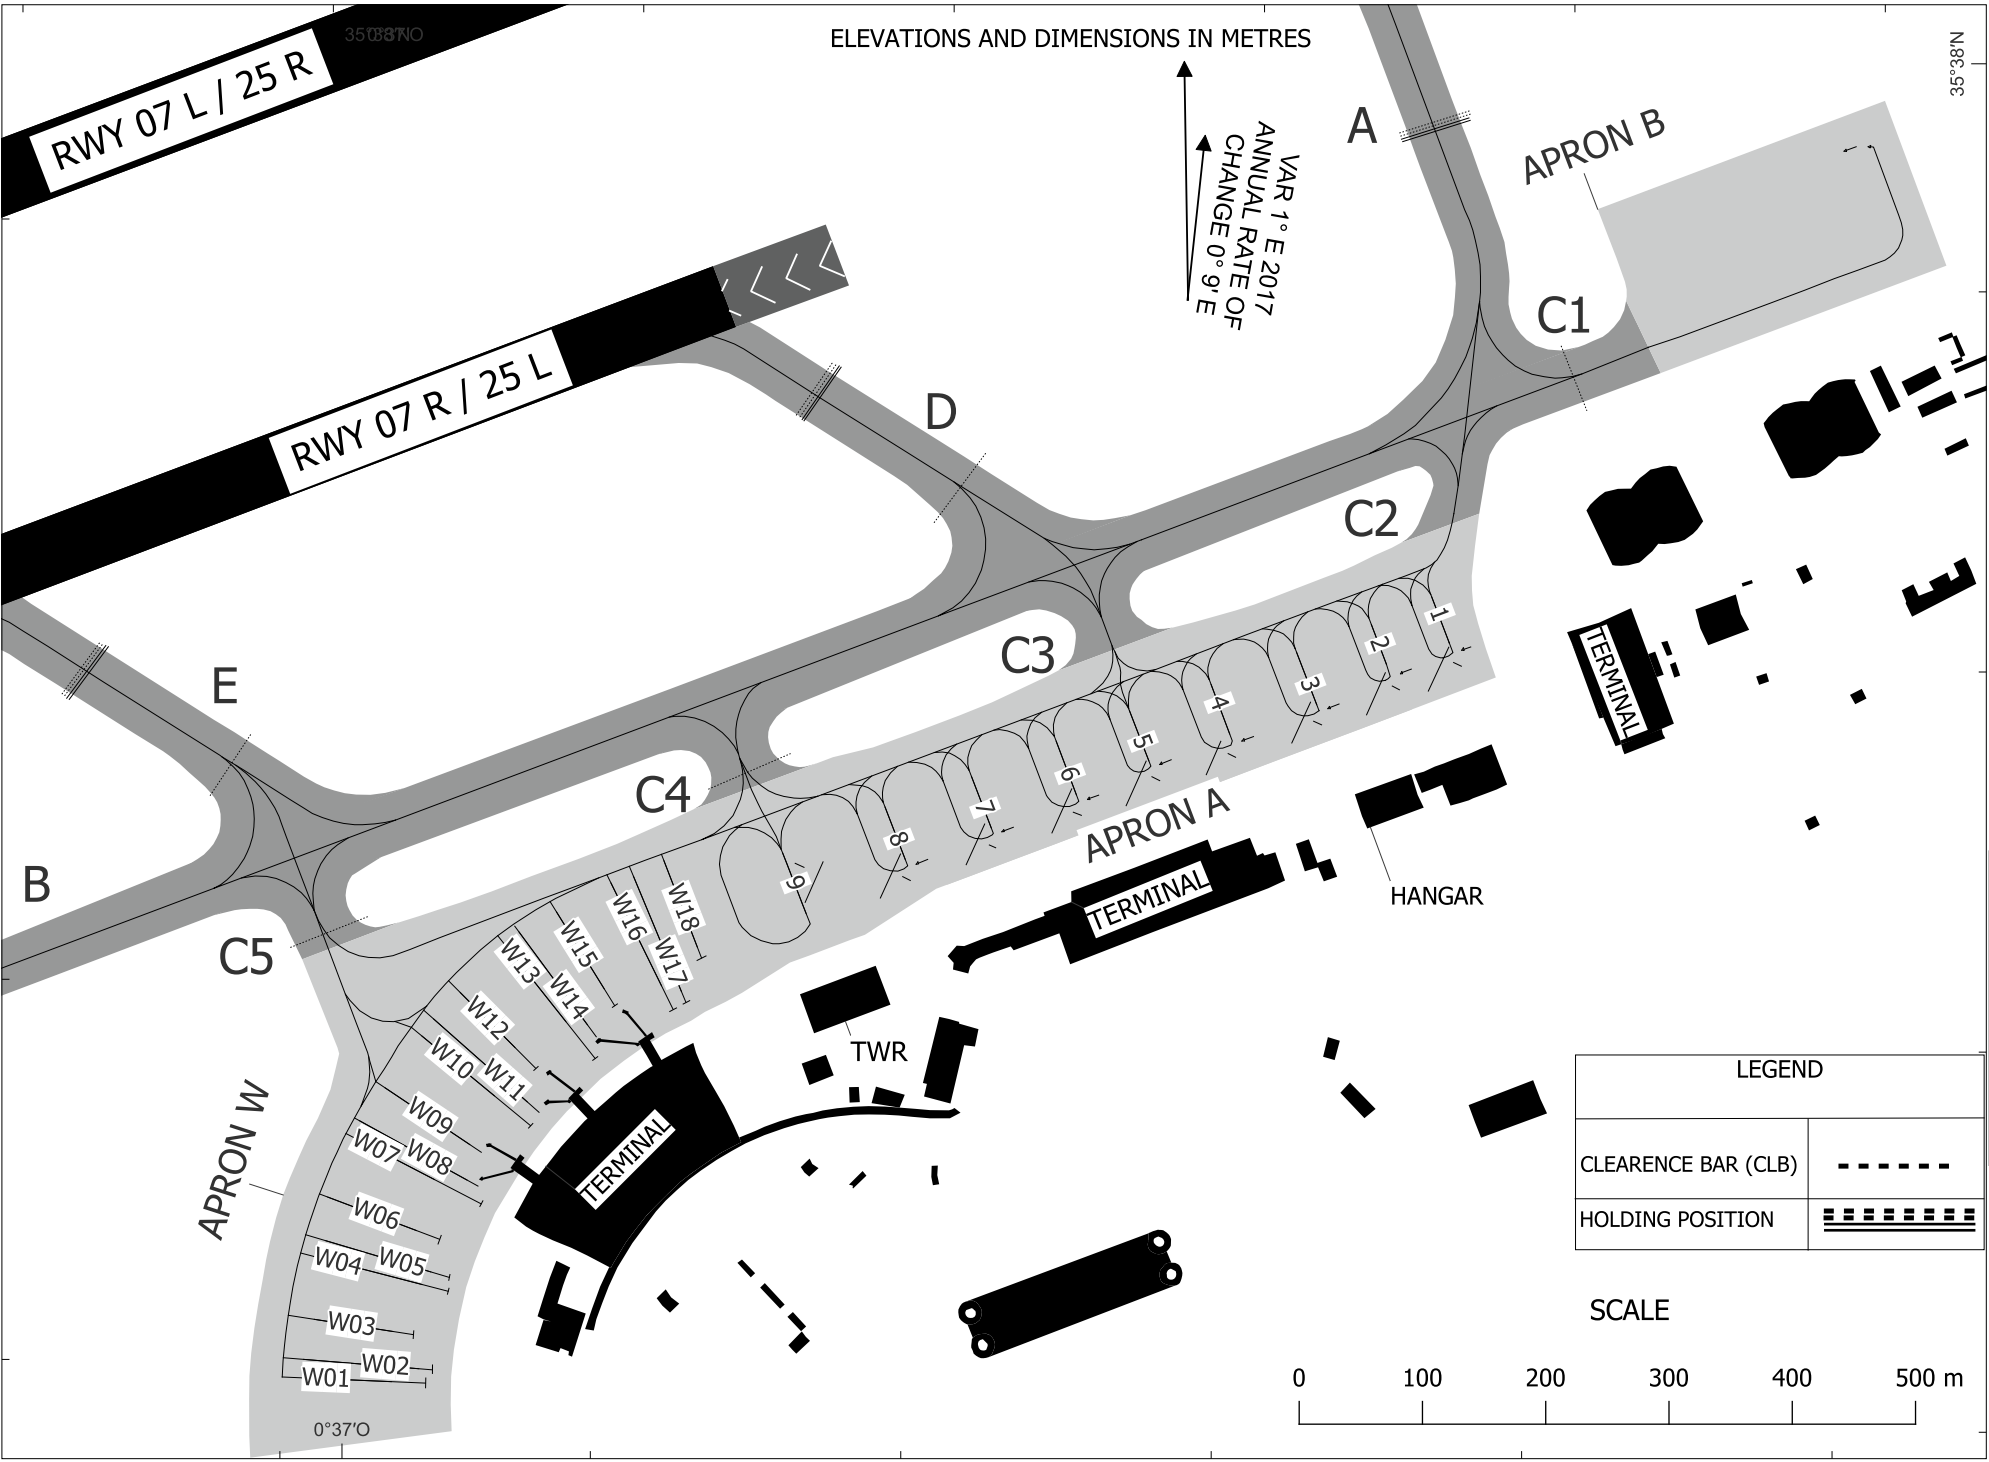 ELEVATIONS AND DIMENSIONS IN METRES
35°38'N
RWY 07 L / 25 R
A
APRON B
VAR 1° E 2017
ANNUAL RATE OF
CHANGE 0° 9' E
C1
RWY 07 R / 25 L
D
C2
C3
E
C4
B
C5
1
2
3
4
5
6
7
8
9
APRON A
TERMINAL
TERMINAL
HANGAR
TWR
TERMINAL
W18
W17
W16
W15
W14
W13
W12
W11
W10
W09
W08
W07
W06
W05
W04
W03
W02
W01
APRON W
0°37'O
LEGEND
CLEARENCE BAR (CLB)
HOLDING POSITION
SCALE
0 100 200 300 400 500 m